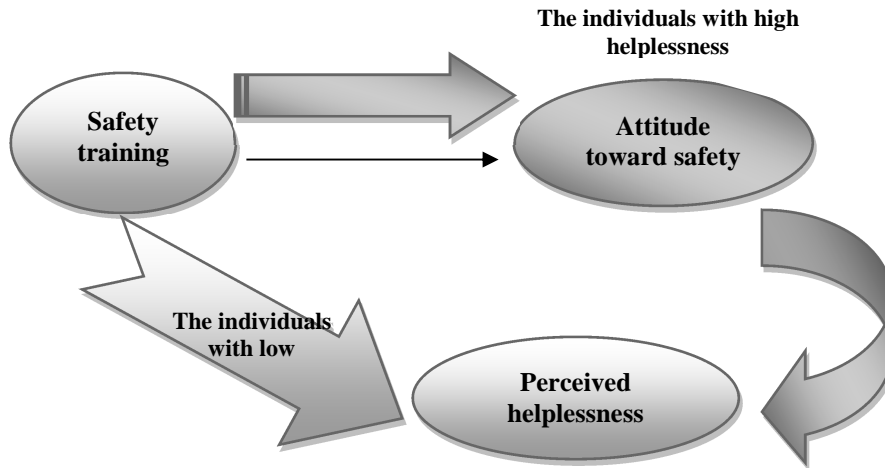 The individuals with high
helplessness
Safety
training
Attitude
toward safety
The individuals
with low
Perceived
helplessness